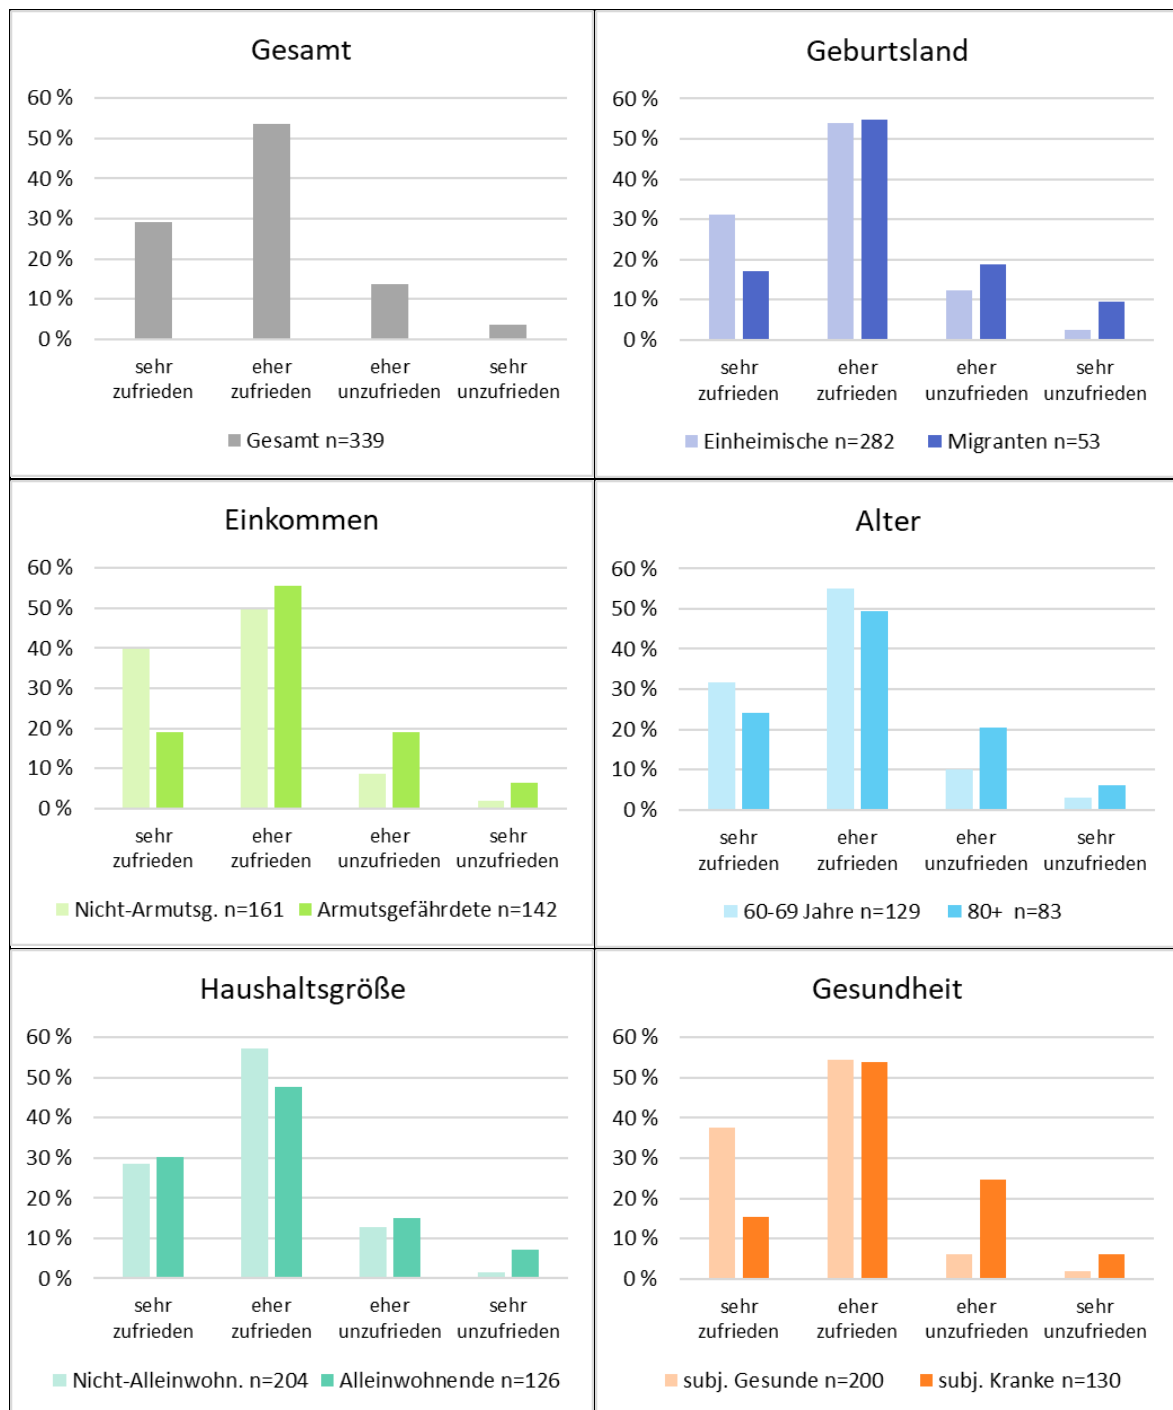 Gesamt
60 %
50 %
40 %
30 %
20 %
10 %
0 %
sehr zufrieden
eher zufrieden
eher unzufrieden
sehr unzufrieden
Gesamt n=339
Geburtsland
60 %
50 %
40 %
30 %
20 %
10 %
0 %
sehr zufrieden
eher zufrieden
eher unzufrieden
sehr unzufrieden
Einheimische n=282 Migranten n=53
Einkommen
60 %
50 %
40 %
30 %
20 %
10 %
0 %
sehr zufrieden
eher zufrieden
eher unzufrieden
sehr unzufrieden
Nicht-Armutsg. n=161 Armutsgefährdete n=142
Alter
60 %
50 %
40 %
30 %
20 %
10 %
0 %
sehr zufrieden
eher zufrieden
eher unzufrieden
sehr unzufrieden
60-69 Jahre n=129 80+ n=83
Haushaltsgröße
60 %
50 %
40 %
30 %
20 %
10 %
0 %
sehr zufrieden
eher zufrieden
eher unzufrieden
sehr unzufrieden
Nicht-Alleinwohn. n=204 Alleinwohnende n=126
Gesundheit
60 %
50 %
40 %
30 %
20 %
10 %
0 %
sehr zufrieden
eher zufrieden
eher unzufrieden
sehr unzufrieden
subj. Gesunde n=200 subj. Kranke n=130